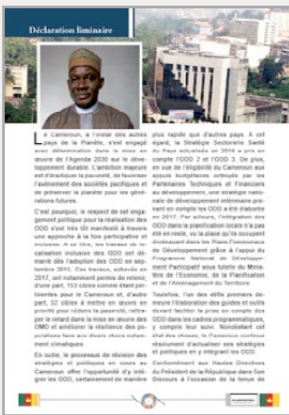 Déclaration liminaire
Le Cameroun, à l'instar des autres
pays de la Planète, s'est engagé
avec détermination dans la mise en
œuvre de l'Agenda 2030 sur le déve-
loppement durable. L'ambition majeure
est d'éradiquer la pauvreté, de favoriser
l'avènement des sociétés pacifiques et
de préserver la planète pour les géné-
rations futures.
C'est pourquoi, le respect de cet enga-
gement politique pour la réalisation des
ODD s'est très tôt manifesté à travers
une approche à la fois participative et
inclusive. A ce titre, les travaux de lo-
calisation inclusive des ODD ont dé-
marré dès l'adoption des ODD en sep-
tembre 2015. Ces travaux, achevés en
2017, ont notamment permis de retenir,
d'une part, 153 cibles comme étant per-
tinentes pour le Cameroun et, d'autre
part, 52 cibles à mettre en œuvre en
priorité pour réduire la pauvreté, rattra-
per le retard dans la mise en œuvre des
OMD et améliorer la résilience des po-
pulations face aux divers chocs notam-
ment climatiques
En outre, le processus de révision des
stratégies et politiques en cours au
Cameroun offre l'opportunité d'y inté-
grer les ODD, certainement de manière
plus rapide que d'autres pays. A cet
égard, la Stratégie Sectorielle Santé
du Pays actualisée en 2016 a pris en
compte l'ODD 2 et l'ODD 3. De plus,
en vue de l'éligibilité du Cameroun aux
appuis budgétaires octroyés par les
Partenaires Techniques et Financiers
au développement, une stratégie natio-
nale de développement intérimaire pre-
nant en compte les ODD a été élaborée
en 2017. Par ailleurs, l'intégration des
ODD dans la planification locale n'a pas
été en reste, vu la place qu'ils occupent
dorénavant dans les Plans Communaux
de Développement grâce à l'appui du
Programme National de Développe-
ment Participatif sous tutelle du Minis-
tère de l'Economie, de la Planification
et de l'Aménagement du Territoire.
Toutefois, l'un des défis premiers de-
meure l'élaboration des guides et outils
devant faciliter la prise en compte des
ODD dans les cadres programmatiques,
y compris leur suivi. Nonobstant cet
état des choses, le Cameroun continue
résolument d'actualiser ses stratégies
et politiques en y intégrant les ODD.
Conformément aux Hautes Directives
du Président de la République dans Son
Discours à l'occasion de la tenue de